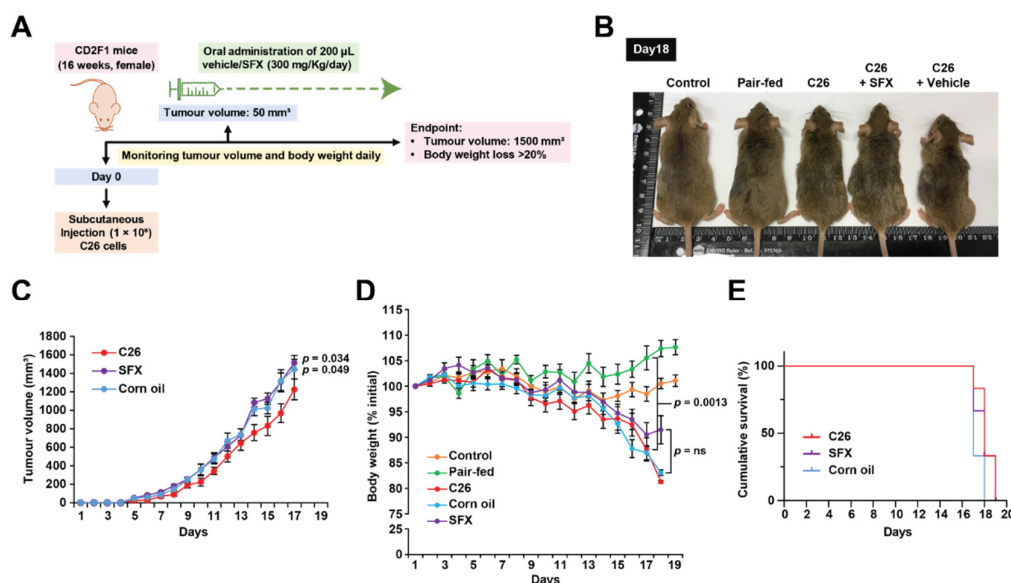 A
CD2F1 mice
(16 weeks, female)
Oral administration of 200 µL
vehicle/SFX (300 mg/Kg/day)
Tumour volume: 50 mm³
Monitoring tumour volume and body weight daily
Endpoint:
• Tumour volume: 1500 mm³
• Body weight loss >20%
Day 0
Subcutaneous
Injection (1 × 10⁶)
C26 cells
B
Day18
Control
Pair-fed
C26
C26
+ SFX
C26
+ Vehicle
C
Tumour volume (mm³)
1800
1600
1400
1200
1000
800
600
400
200
0
C26
SFX
Corn oil
p = 0.034
p = 0.049
1 3 5 7 9 11 13 15 17 19
Days
D
Body weight (% initial)
115
110
105
100
95
90
85
80
25
0
Control
Pair-fed
C26
Corn oil
SFX
p = 0.0013
p = ns
1 3 5 7 9 11 13 15 17 19
Days
E
Cumulative survival (%)
100
50
0
C26
SFX
Corn oil
0 2 4 6 8 10 12 14 16 18 20
Days